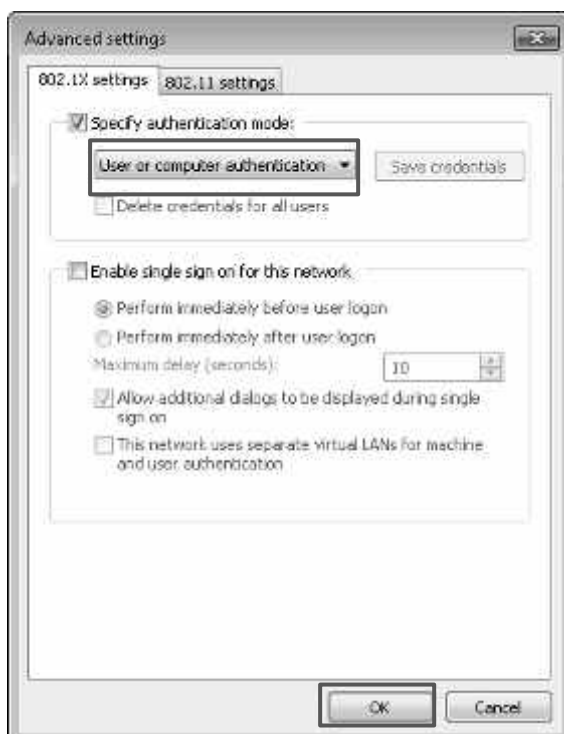 Advanced settings
802.1X settings 802.11 settings
Specify authentication mode:
User or computer authentication Save credentials
Delete credentials for all users
Enable single sign on for this network
Perform immediately before user logon
Perform immediately after user logon
Maximum delay (seconds): 10
Allow additional dialogs to be displayed during single
sign on
This network uses separate virtual LANs for machine
and user authentication
OK Cancel